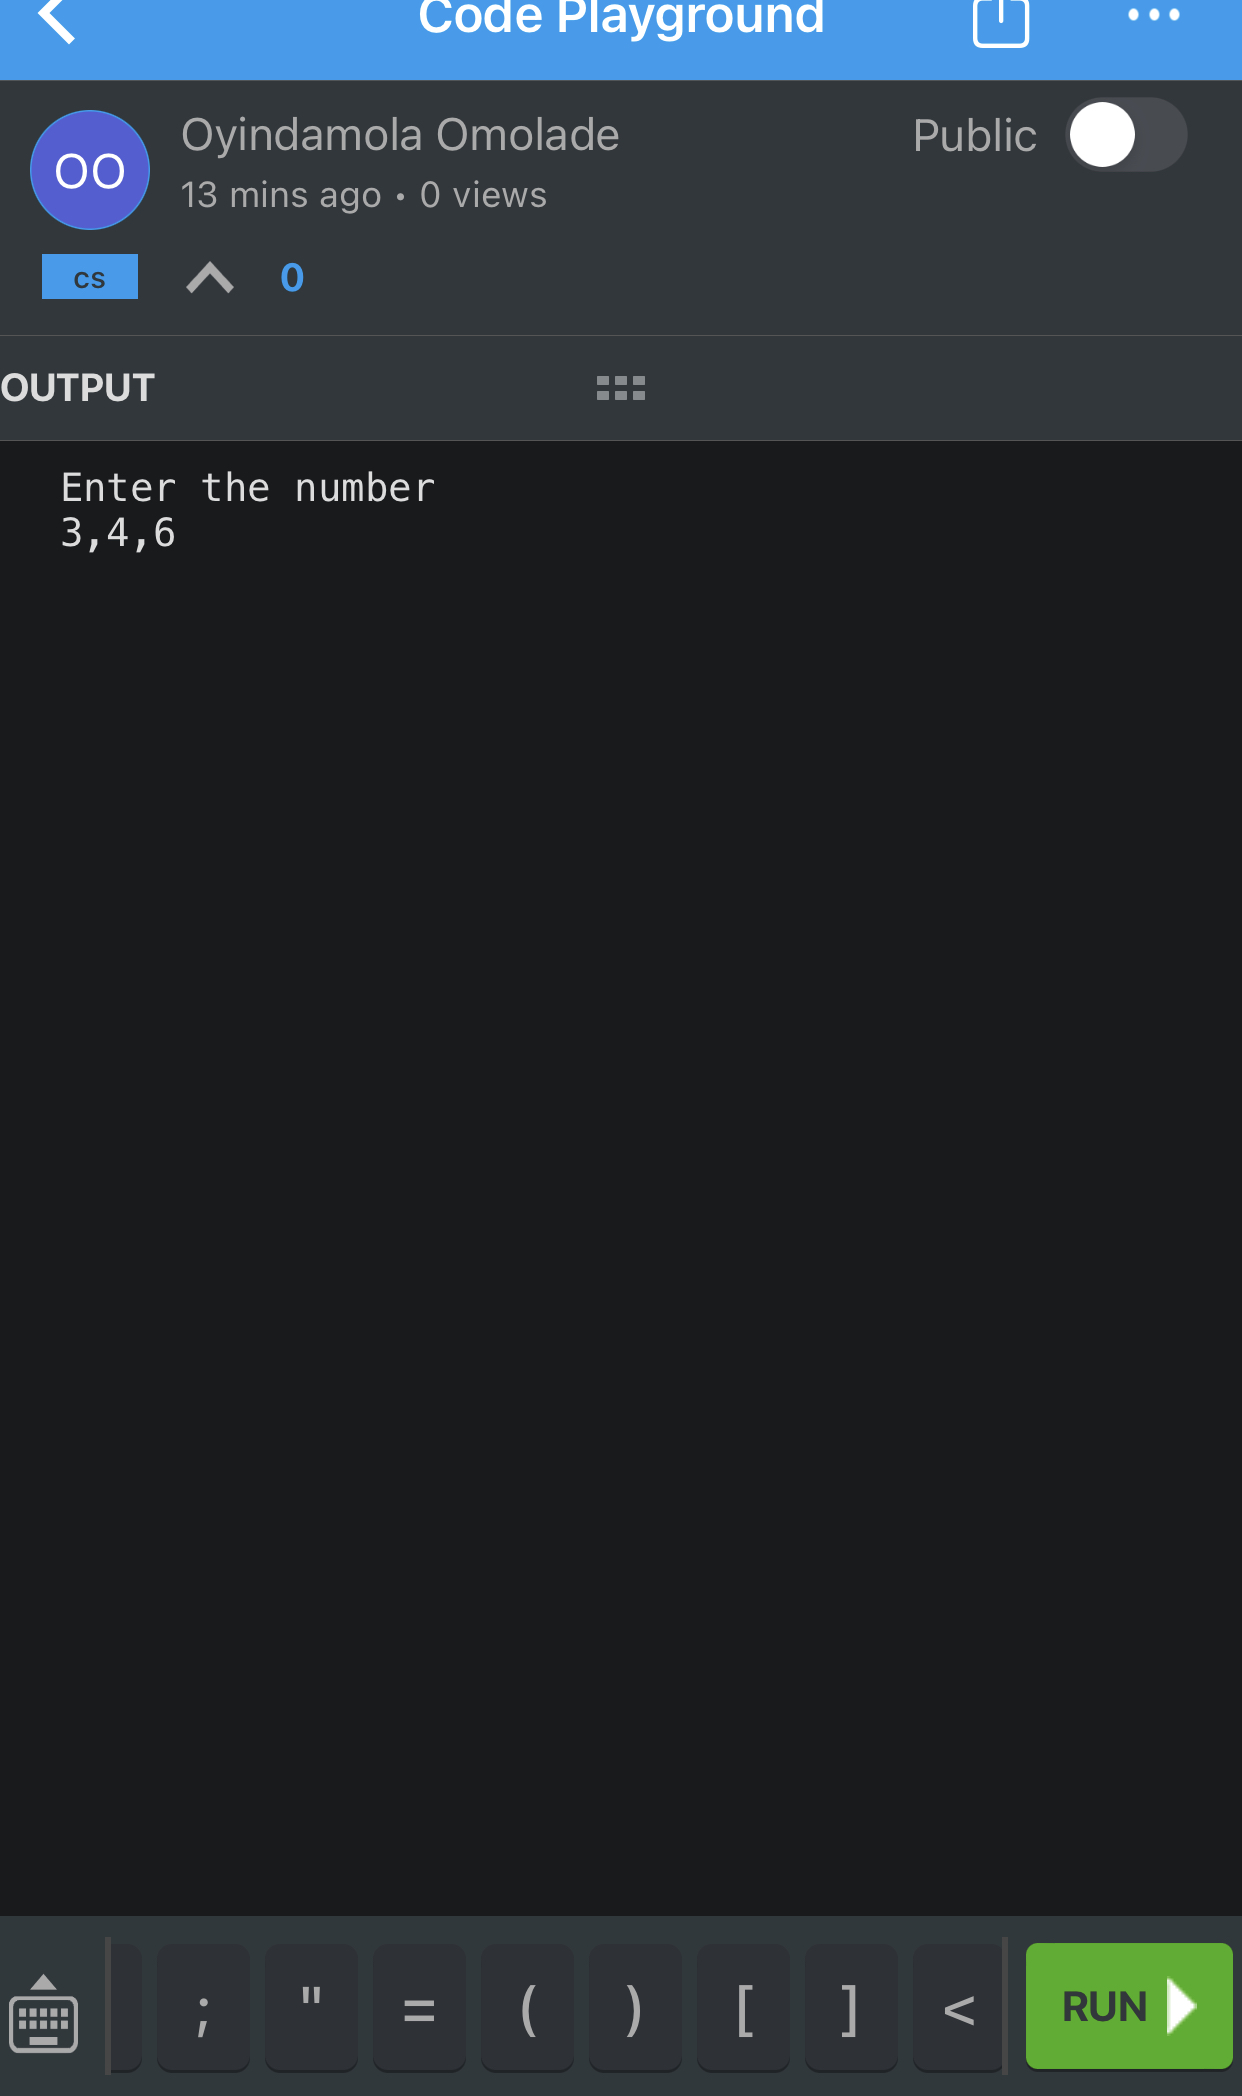 Code Playground
OO
Oyindamola Omolade
Public
13 mins ago • 0 views
cs
0
OUTPUT
Enter the number
3,4,6
; " = ( ) [ ] < RUN